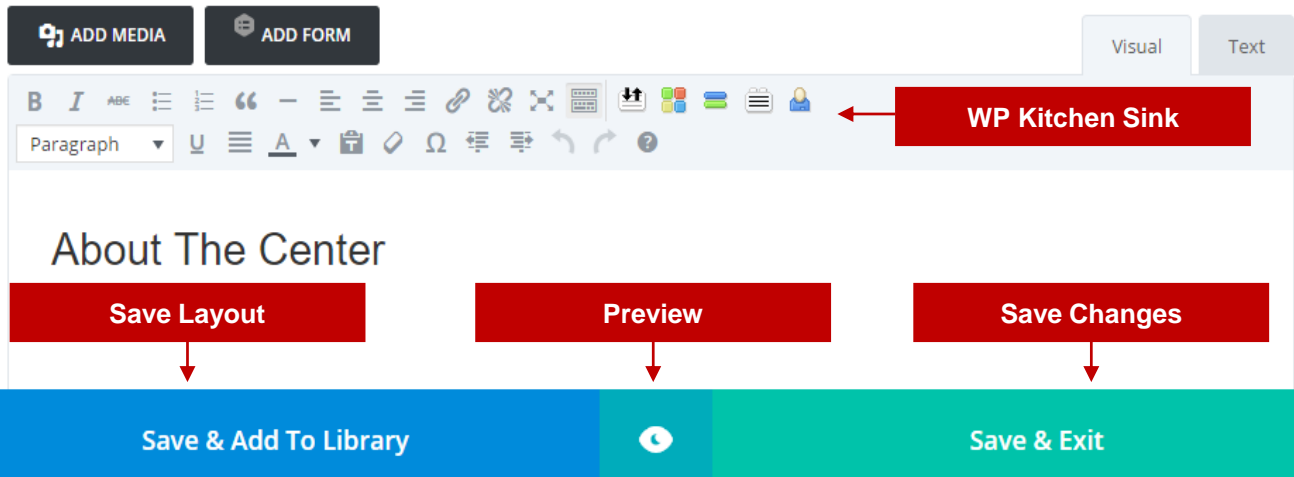 ADD MEDIA
ADD FORM
Visual
Text
B I ABE
WP Kitchen Sink
Paragraph U A T Ω ?
About The Center
Save Layout
Preview
Save Changes
Save & Add To Library
Save & Exit